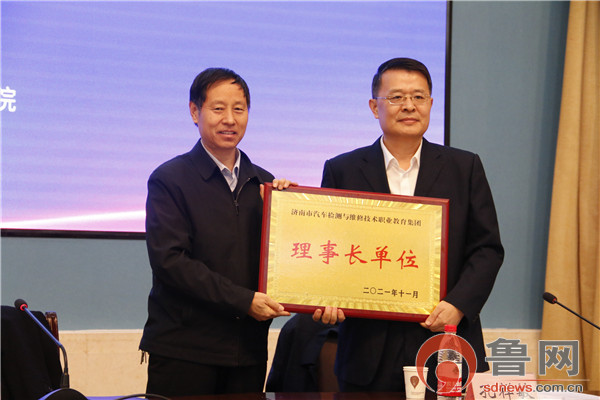 院
济南市汽车检测与维修技术职业教育集团
理事长单位
二〇二一年十一月
鲁网
sdnews.com.cn